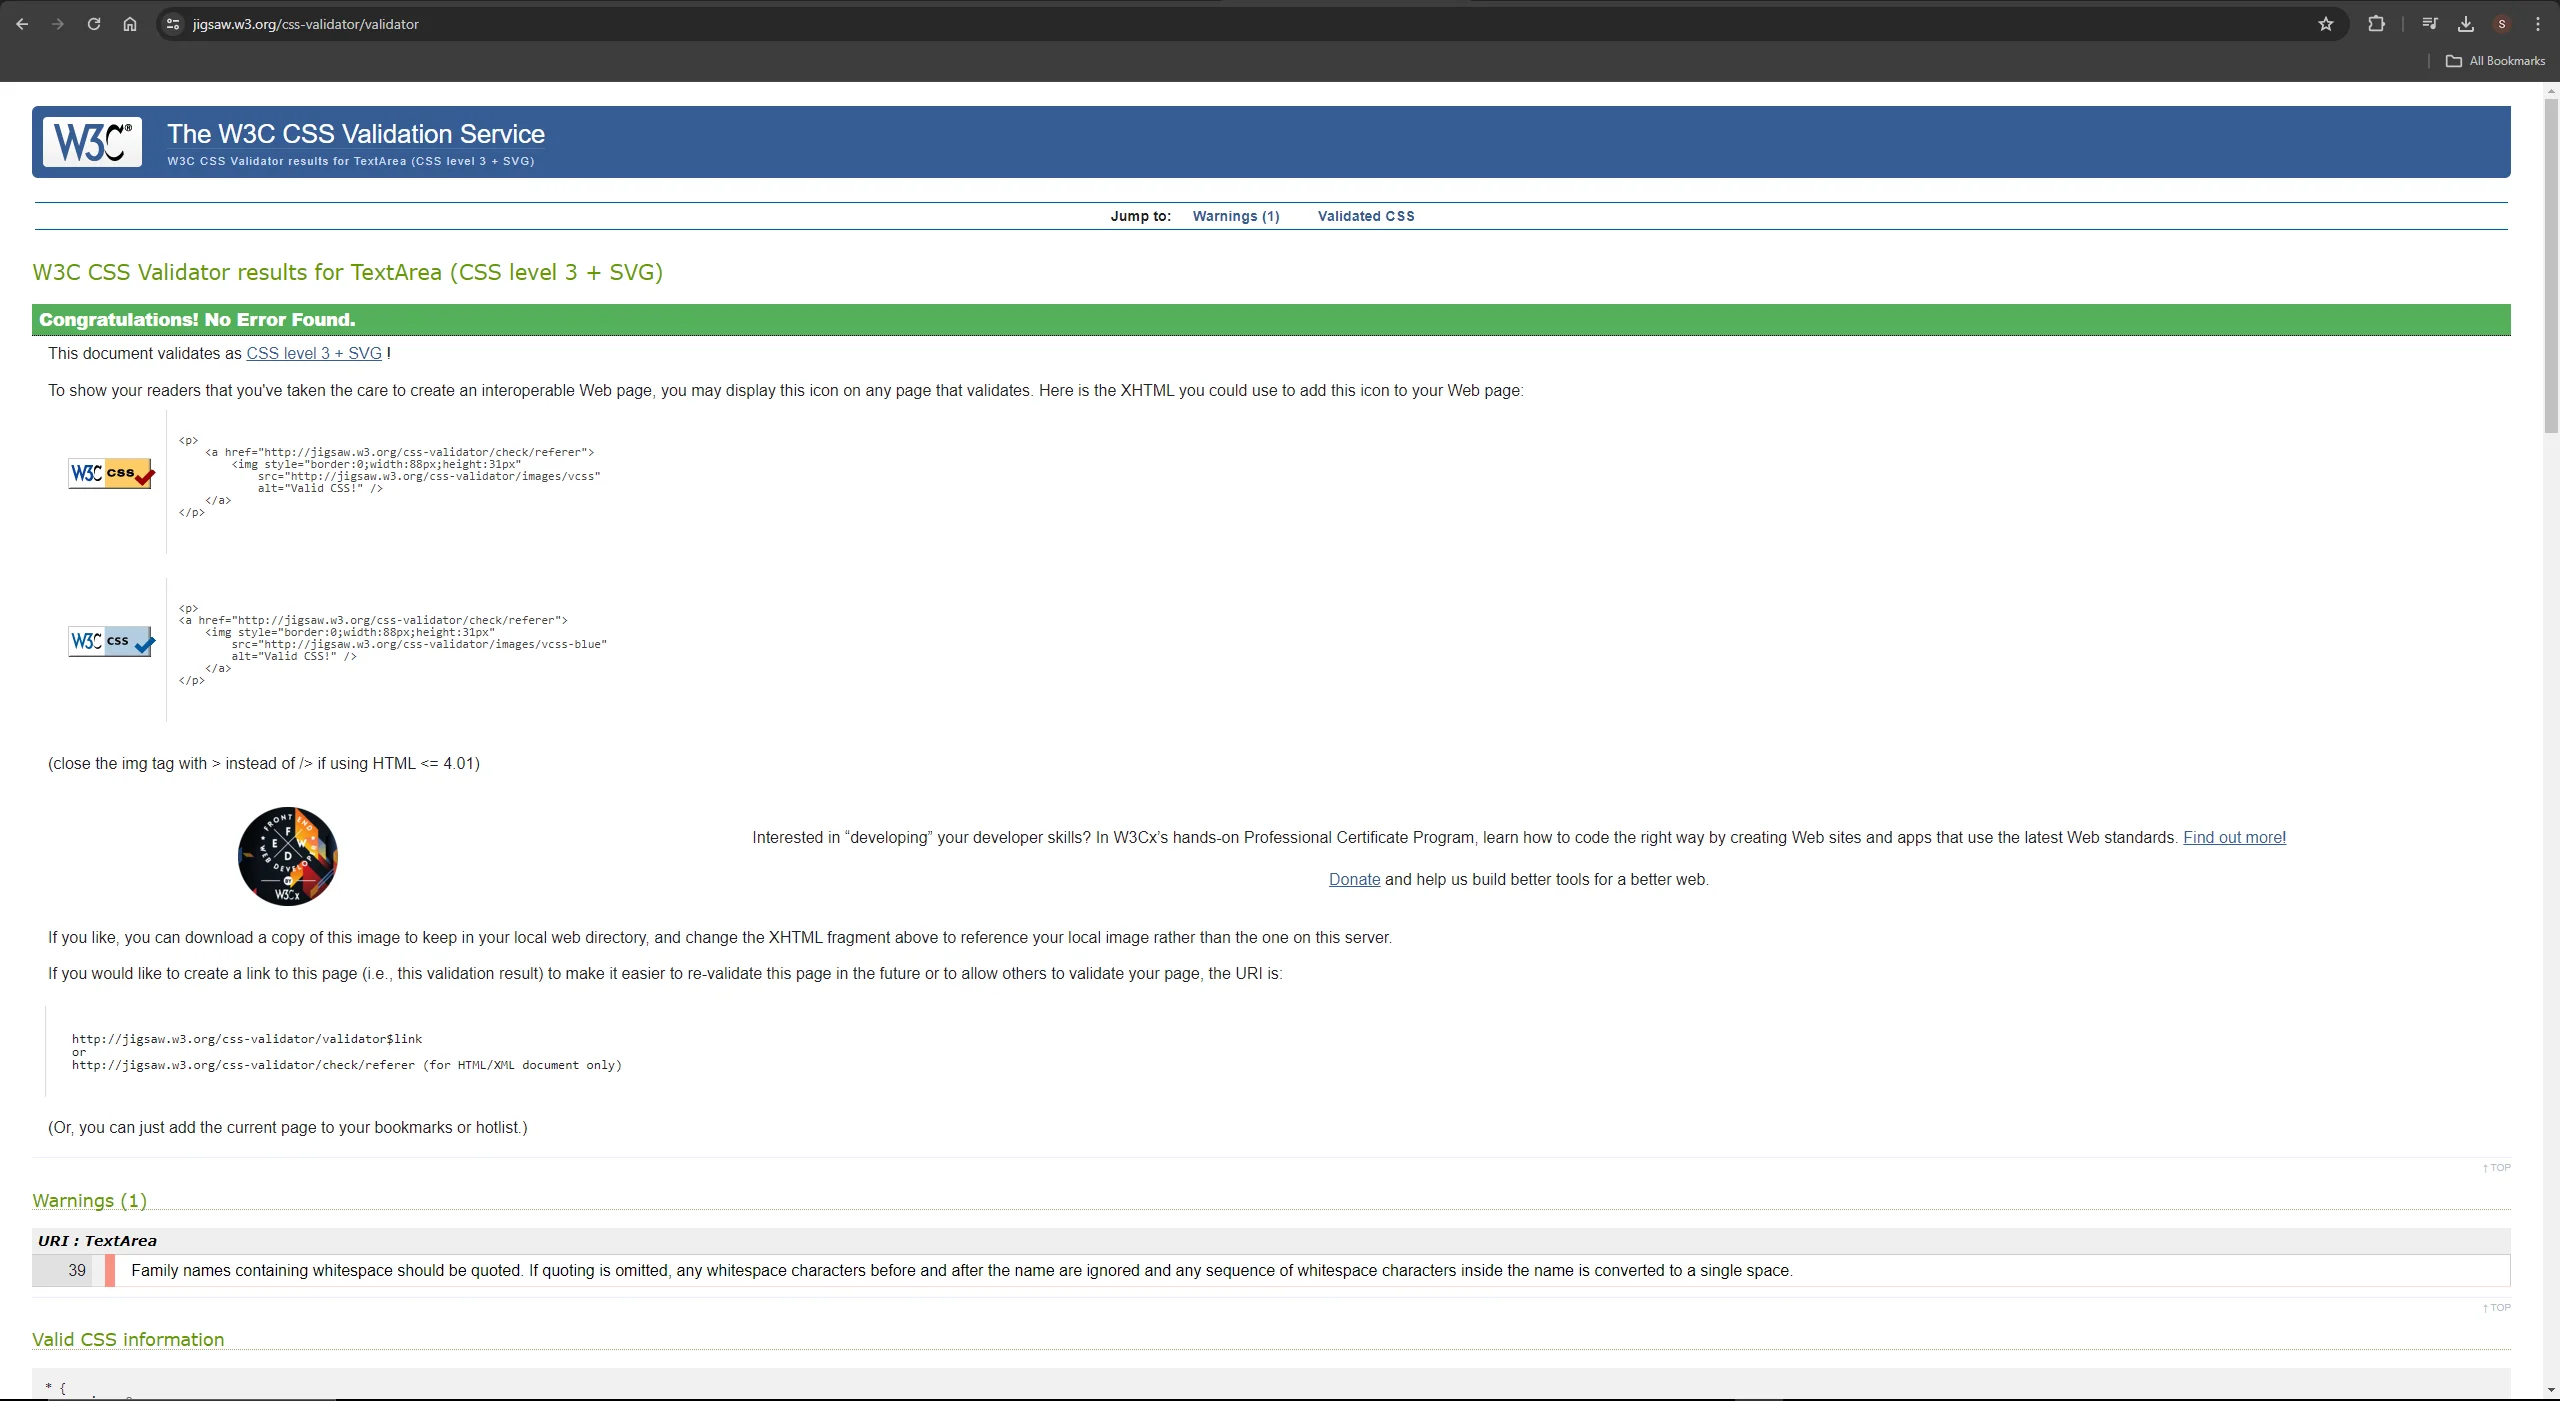 jigsaw.w3.org/css-validator/validator
S
All Bookmarks
W3C®
The W3C CSS Validation Service
W3C CSS Validator results for TextArea (CSS level 3 + SVG)
Jump to: Warnings (1) Validated CSS
W3C CSS Validator results for TextArea (CSS level 3 + SVG)
Congratulations! No Error Found.
This document validates as CSS level 3 + SVG !
To show your readers that you've taken the care to create an interoperable Web page, you may display this icon on any page that validates. Here is the XHTML you could use to add this icon to your Web page:
W3C css
<p>
<a href="http://jigsaw.w3.org/css-validator/check/referer">
<img style="border:0;width:88px;height:31px"
src="http://jigsaw.w3.org/css-validator/images/vcss"
alt="Valid CSS!" />
</a>
</p>
W3C css
<p>
<a href="http://jigsaw.w3.org/css-validator/check/referer">
<img style="border:0;width:88px;height:31px"
src="http://jigsaw.w3.org/css-validator/images/vcss-blue"
alt="Valid CSS!" />
</a>
</p>
(close the img tag with > instead of /> if using HTML <= 4.01)
FRONT END
F
E W
D
WEB DEVELOPER
BY
W3Cx
Interested in “developing” your developer skills? In W3Cx’s hands-on Professional Certificate Program, learn how to code the right way by creating Web sites and apps that use the latest Web standards. Find out more!
Donate and help us build better tools for a better web.
If you like, you can download a copy of this image to keep in your local web directory, and change the XHTML fragment above to reference your local image rather than the one on this server.
If you would like to create a link to this page (i.e., this validation result) to make it easier to re-validate this page in the future or to allow others to validate your page, the URI is:
http://jigsaw.w3.org/css-validator/validator$link
or
http://jigsaw.w3.org/css-validator/check/referer (for HTML/XML document only)
(Or, you can just add the current page to your bookmarks or hotlist.)
↑ TOP
Warnings (1)
URI : TextArea
39 Family names containing whitespace should be quoted. If quoting is omitted, any whitespace characters before and after the name are ignored and any sequence of whitespace characters inside the name is converted to a single space.
↑ TOP
Valid CSS information
* {